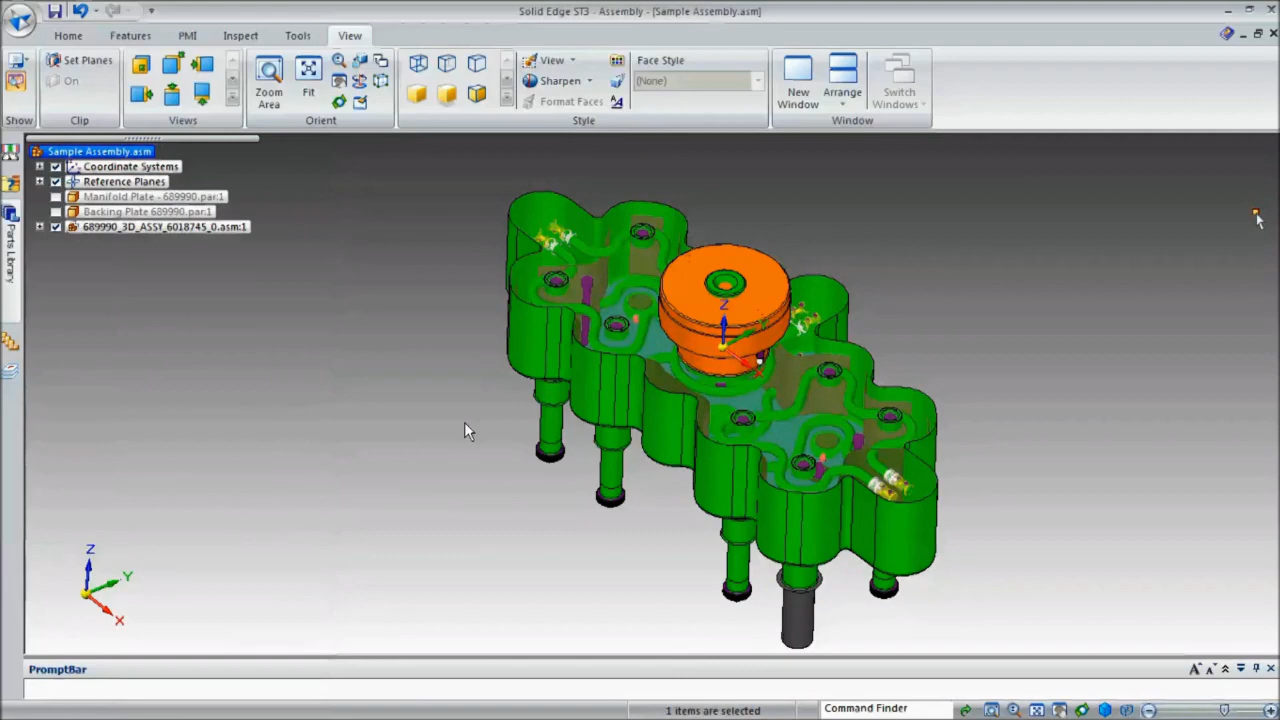 Solid Edge ST3 - Assembly - [Sample Assembly.asm]
Home Features PMI Inspect Tools View
Set Planes
On
Show Clip Views
Zoom Area
Fit
Orient
View
Sharpen
Format Faces
Style
Face Style
(None)
New Window
Arrange
Switch Windows
Window
Sample Assembly.asm
Coordinate Systems
Reference Planes
Manifold Plate - 689990.par:1
Backing Plate 689990.par:1
689990_3D_ASSY_6018745_0.asm:1
Parts Library
Z
Z
Y
X
PromptBar
1 items are selected
Command Finder